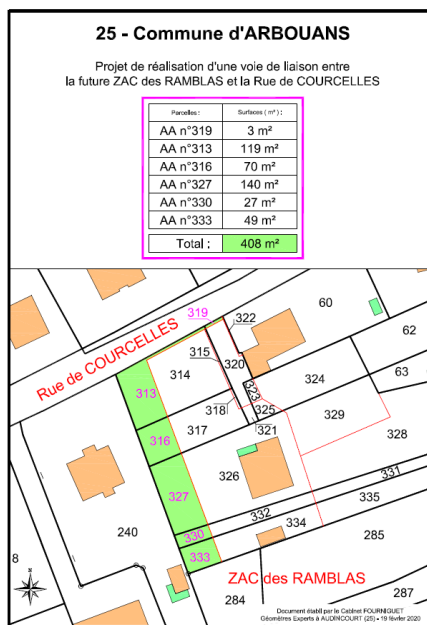 25 - Commune d'ARBOUANS
Projet de réalisation d'une voie de liaison entre
la future ZAC des RAMBLAS et la Rue de COURCELLES
Parcelles : Surfaces ( m² ) :
AA n°319 3 m²
AA n°313 119 m²
AA n°316 70 m²
AA n°327 140 m²
AA n°330 27 m²
AA n°333 49 m²
Total : 408 m²
60
319
322
Rue de COURCELLES
62
315
320
314
313
324
63
323
318
325
329
316
317
321
328
326
331
327
335
332
240
334
330
285
333
8
ZAC des RAMBLAS
284
287
Document établi par le Cabinet FOURNIGUET
Géomètres Experts à AUDINCOURT (25) - 19 février 2020